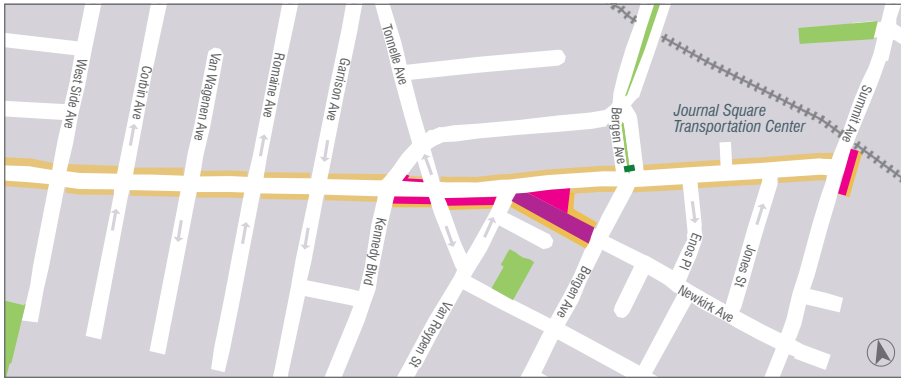 West Side Ave
Corbin Ave
Van Wagenen Ave
Romaine Ave
Garrison Ave
Tonnelle Ave
Bergen Ave
Journal Square
Transportation Center
Summit Ave
Kennedy Blvd
Van Reypen St
Bergen Ave
Enos Pl
Jones St
Newkirk Ave